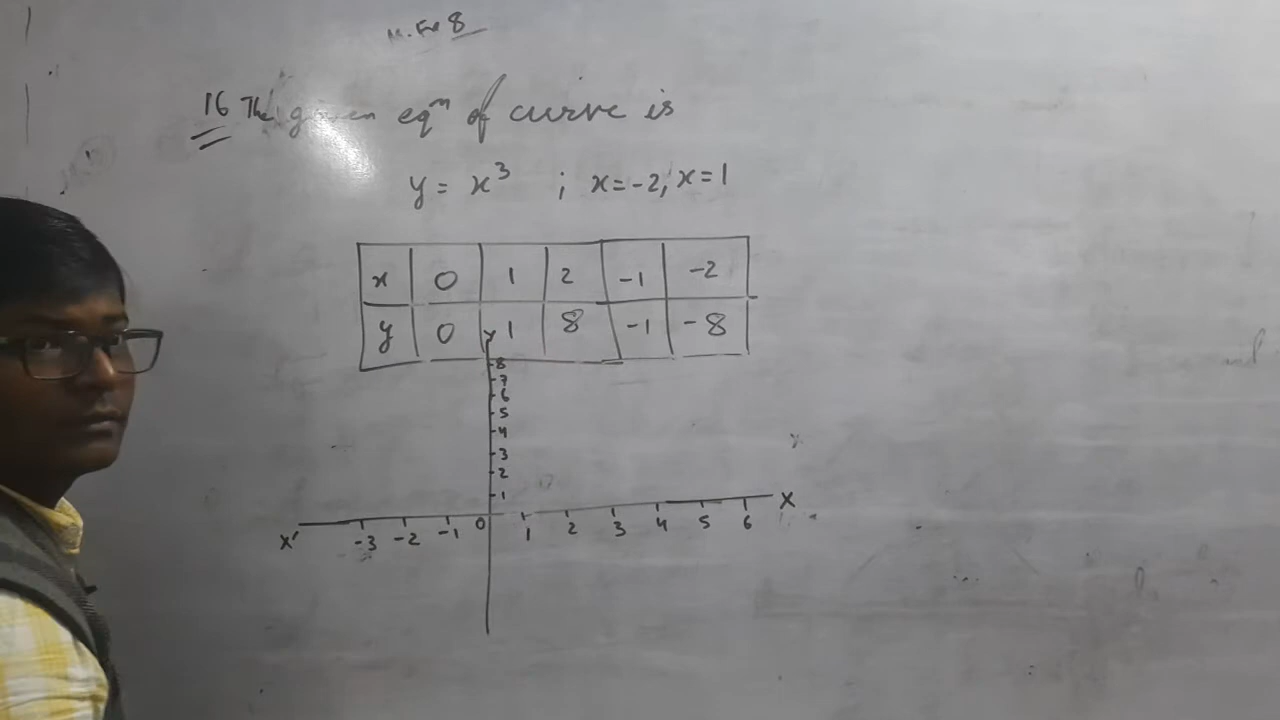 M. Ex 8
16 The given eqn of curve is
y = x³ ; x=-2, x=1
x 0 1 2 -1 -2
y 0 1 8 -1 -8
Y
8
7
6
5
4
3
2
1
X' -3 -2 -1 0 1 2 3 4 5 6 X